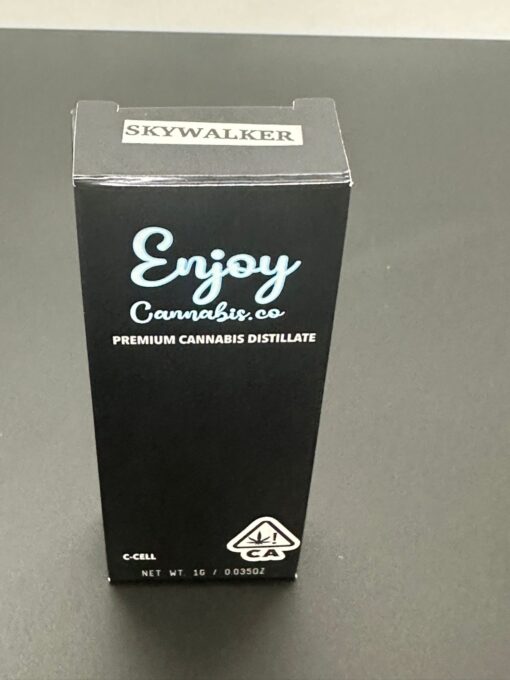 SKYWALKER
Enjoy
Cannabis.co
PREMIUM CANNABIS DISTILLATE
!
CA
C-CELL
NET WT. 1G / 0.035OZ